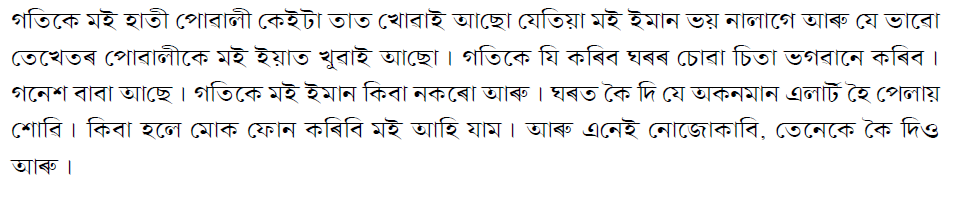 গতিকে মই হাতী পোৱালী কেইটা তাত খোৱাই আছো যেতিয়া মই ইমান ভয় নালাগে আৰু যে ভাবো
তেখেতৰ পোৱালীকে মই ইয়াত খুবাই আছো। গতিকে যি কৰিব ঘৰৰ চোৱা চিতা ভগবানে কৰিব।
গনেশ বাবা আছে। গতিকে মই ইমান কিবা নকৰো আৰু। ঘৰত কৈ দি যে অকনমান এলাৰ্ট হৈ পেলায়
শোবি। কিবা হলে মোক ফোন কৰিবি মই আহি যাম। আৰু এনেই নোজোকাবি, তেনেকে কৈ দিও
আৰু।